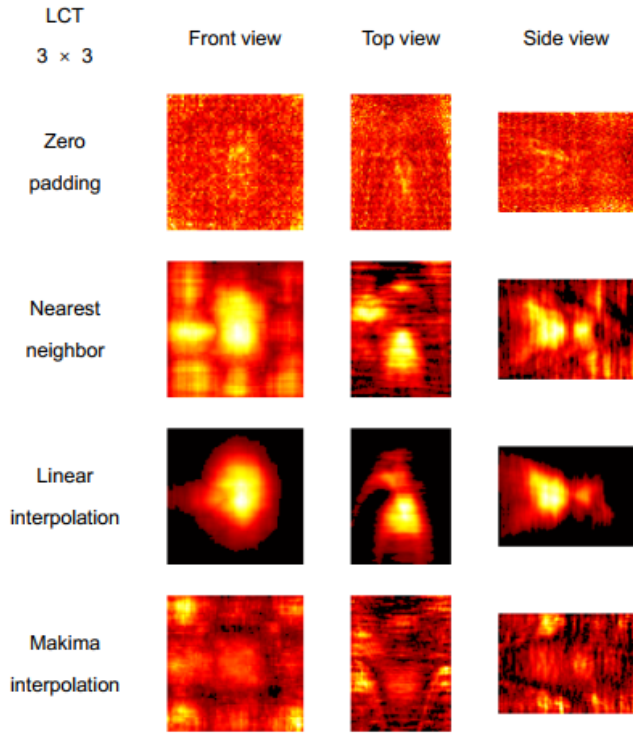 LCT
3 × 3
Front view
Top view
Side view
Zero
padding
Nearest
neighbor
Linear
interpolation
Makima
interpolation